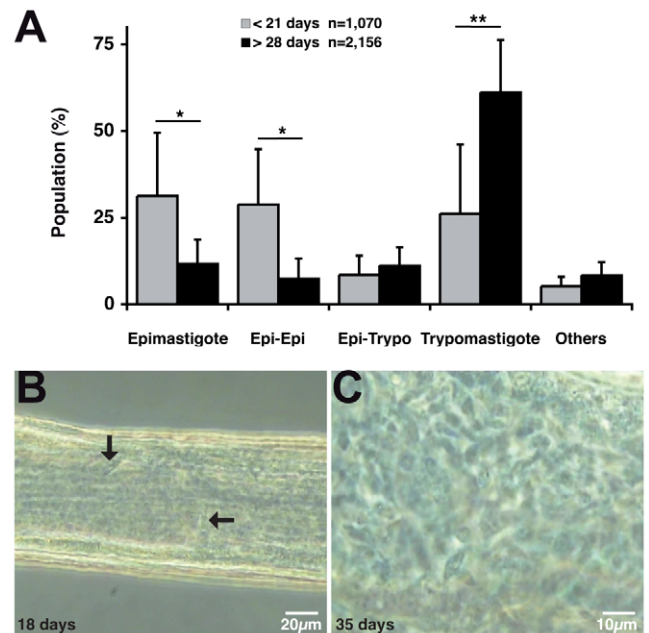 A
< 21 days n=1,070
> 28 days n=2,156
**
*
*
Population (%)
75
50
25
0
Epimastigote Epi-Epi Epi-Trypo Trypomastigote Others
B
18 days
20µm
C
35 days
10µm